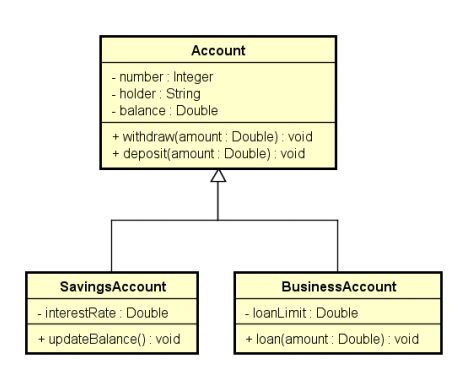 Account
- number : Integer
- holder : String
- balance : Double
+ withdraw(amount : Double) : void
+ deposit(amount : Double) : void
SavingsAccount
- interestRate : Double
+ updateBalance() : void
BusinessAccount
- loanLimit : Double
+ loan(amount : Double) : void